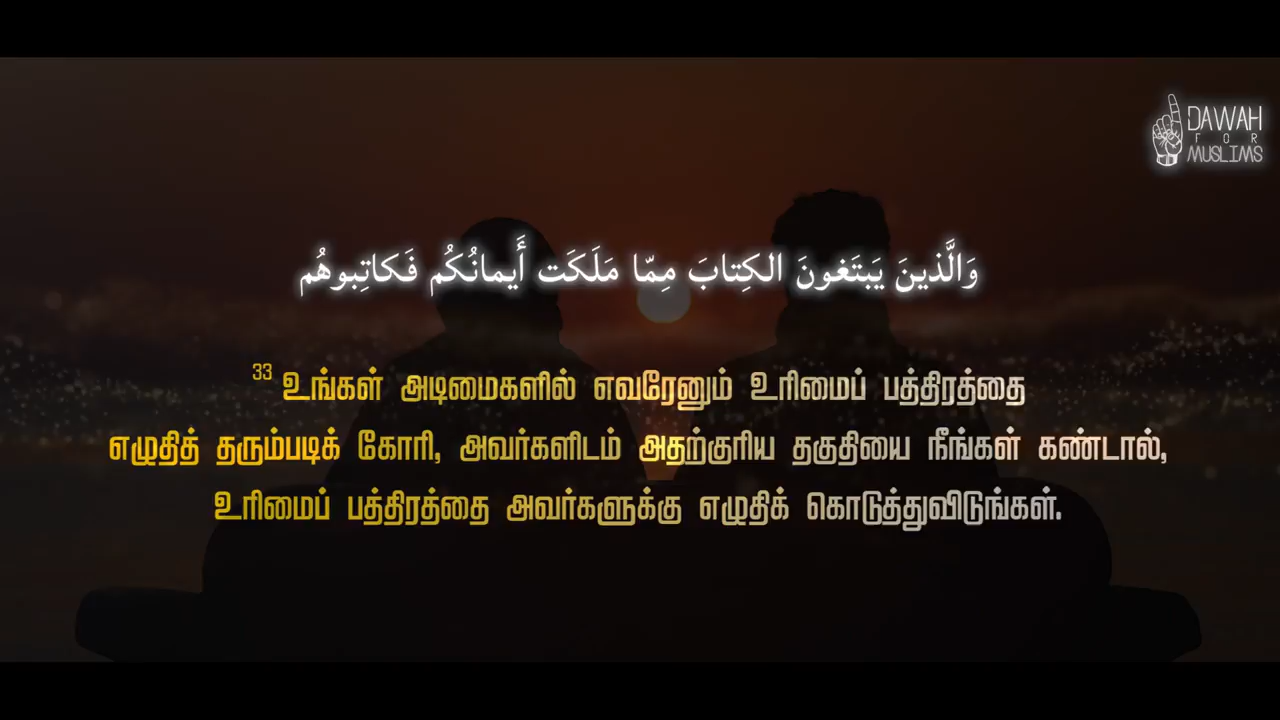 DAWAH
FOR
MUSLIMS
وَالَّذينَ يَبتَغونَ الكِتابَ مِمّا مَلَكَت أَيمانُكُم فَكاتِبوهُم
33 உங்கள் அடிமைகளில் எவரேனும் உரிமைப் பத்திரத்தை
எழுதித் தரும்படிக் கோரி, அவர்களிடம் அதற்குரிய தகுதியை நீங்கள் கண்டால்,
உரிமைப் பத்திரத்தை அவர்களுக்கு எழுதிக் கொடுத்துவிடுங்கள்.